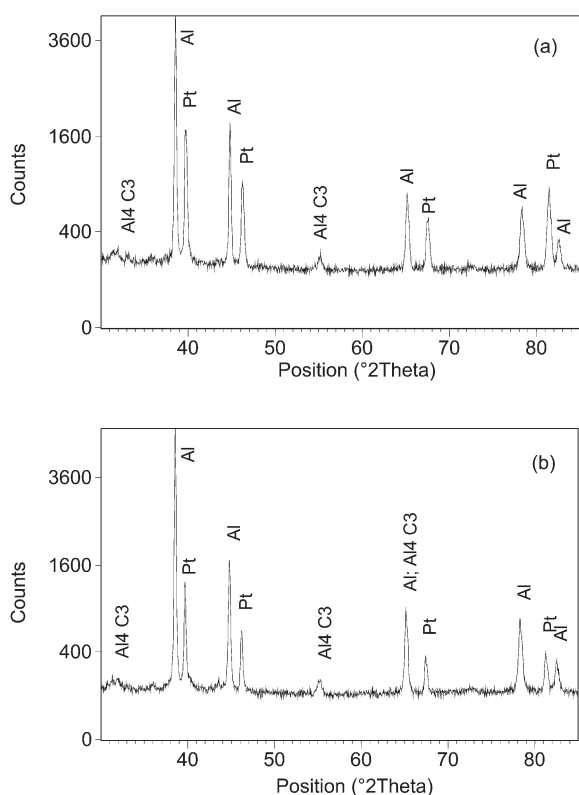 (a)
3600
1600
400
0
Counts
Al4 C3
Al
Pt
Al
Pt
Al4 C3
Al
Pt
Al
Pt
Al
40
50
60
70
80
Position (°2Theta)
(b)
3600
1600
400
0
Counts
Al4 C3
Al
Pt
Al
Pt
Al4 C3
Al; Al4 C3
Pt
Al
Pt
Al
40
50
60
70
80
Position (°2Theta)